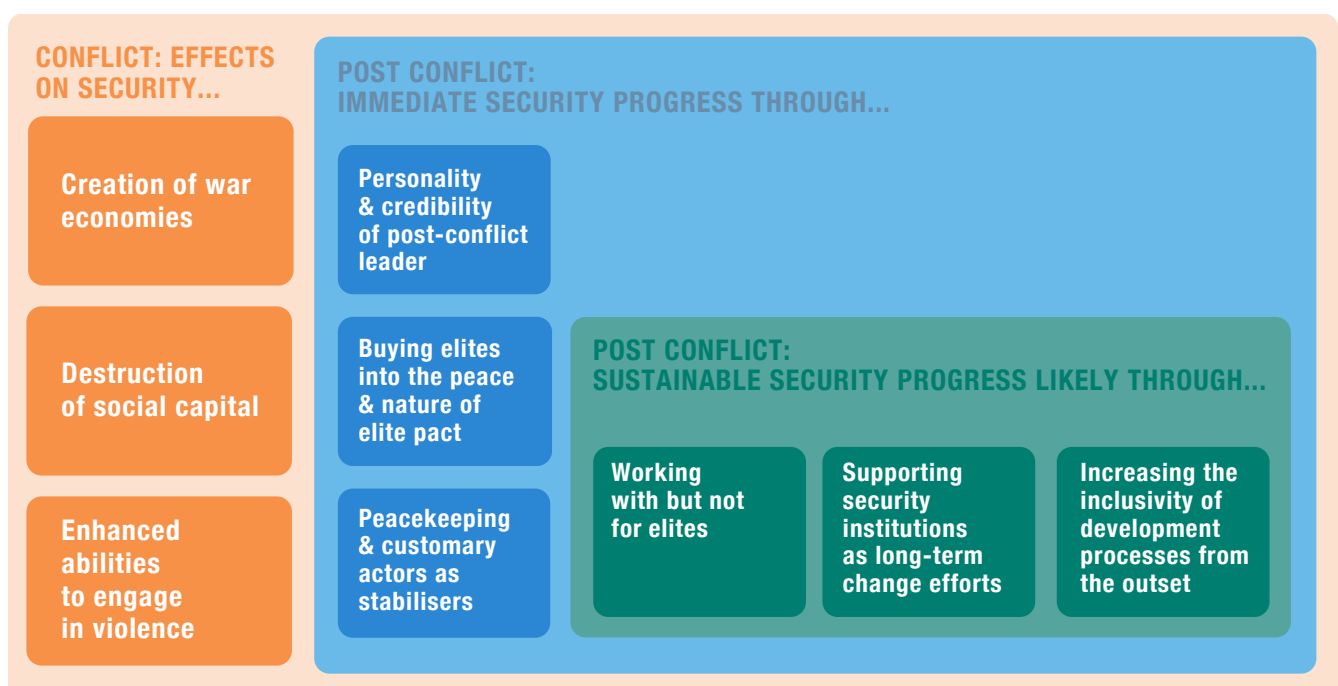 CONFLICT: EFFECTS
ON SECURITY...
Creation of war
economies
Destruction
of social capital
Enhanced
abilities
to engage
in violence
POST CONFLICT:
IMMEDIATE SECURITY PROGRESS THROUGH...
Personality
& credibility
of post-conflict
leader
Buying elites
into the peace
& nature of
elite pact
Peacekeeping
& customary
actors as
stabilisers
POST CONFLICT:
SUSTAINABLE SECURITY PROGRESS LIKELY THROUGH...
Working
with but not
for elites
Supporting
security
institutions
as long-term
change efforts
Increasing the
inclusivity of
development
processes from
the outset